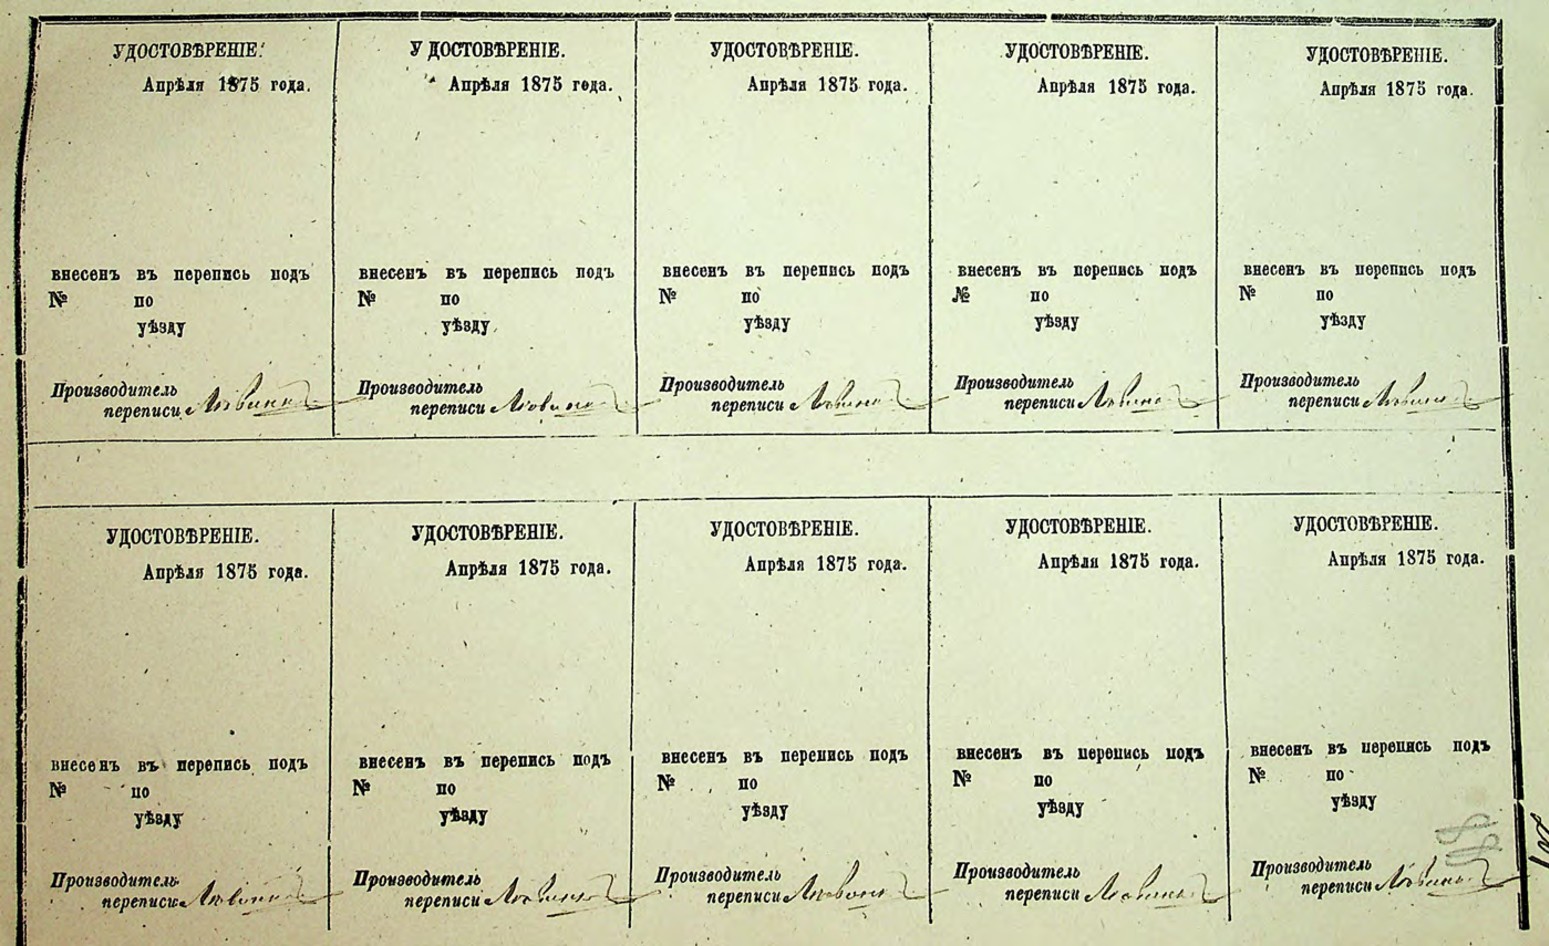 УДОСТОВѢРЕНІЕ.
Апрѣля 1875 года.
внесенъ въ перепись подъ
№ по
уѣзду
Производитель
переписи
УДОСТОВѢРЕНІЕ.
Апрѣля 1875 года.
внесенъ въ перепись подъ
№ по
уѣзду
Производитель
переписи
УДОСТОВѢРЕНІЕ.
Апрѣля 1875 года.
внесенъ въ перепись подъ
№ по
уѣзду
Производитель
переписи
УДОСТОВѢРЕНІЕ.
Апрѣля 1875 года.
внесенъ въ перепись подъ
№ по
уѣзду
Производитель
переписи
УДОСТОВѢРЕНІЕ.
Апрѣля 1875 года.
внесенъ въ перепись подъ
№ по
уѣзду
Производитель
переписи
УДОСТОВѢРЕНІЕ.
Апрѣля 1875 года.
внесенъ въ перепись подъ
№ по
уѣзду
Производитель
переписи
УДОСТОВѢРЕНІЕ.
Апрѣля 1875 года.
внесенъ въ перепись подъ
№ по
уѣзду
Производитель
переписи
УДОСТОВѢРЕНІЕ.
Апрѣля 1875 года.
внесенъ въ перепись подъ
№ по
уѣзду
Производитель
переписи
УДОСТОВѢРЕНІЕ.
Апрѣля 1875 года.
внесенъ въ перепись подъ
№ по
уѣзду
Производитель
переписи
УДОСТОВѢРЕНІЕ.
Апрѣля 1875 года.
внесенъ въ перепись подъ
№ по
уѣзду
Производитель
переписи